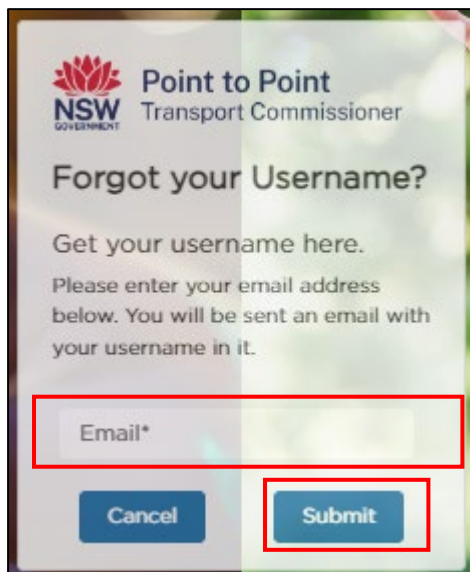 Point to Point
NSW Transport Commissioner
GOVERNMENT
Forgot your Username?
Get your username here.
Please enter your email address
below. You will be sent an email with
your username in it.
Email*
Cancel Submit